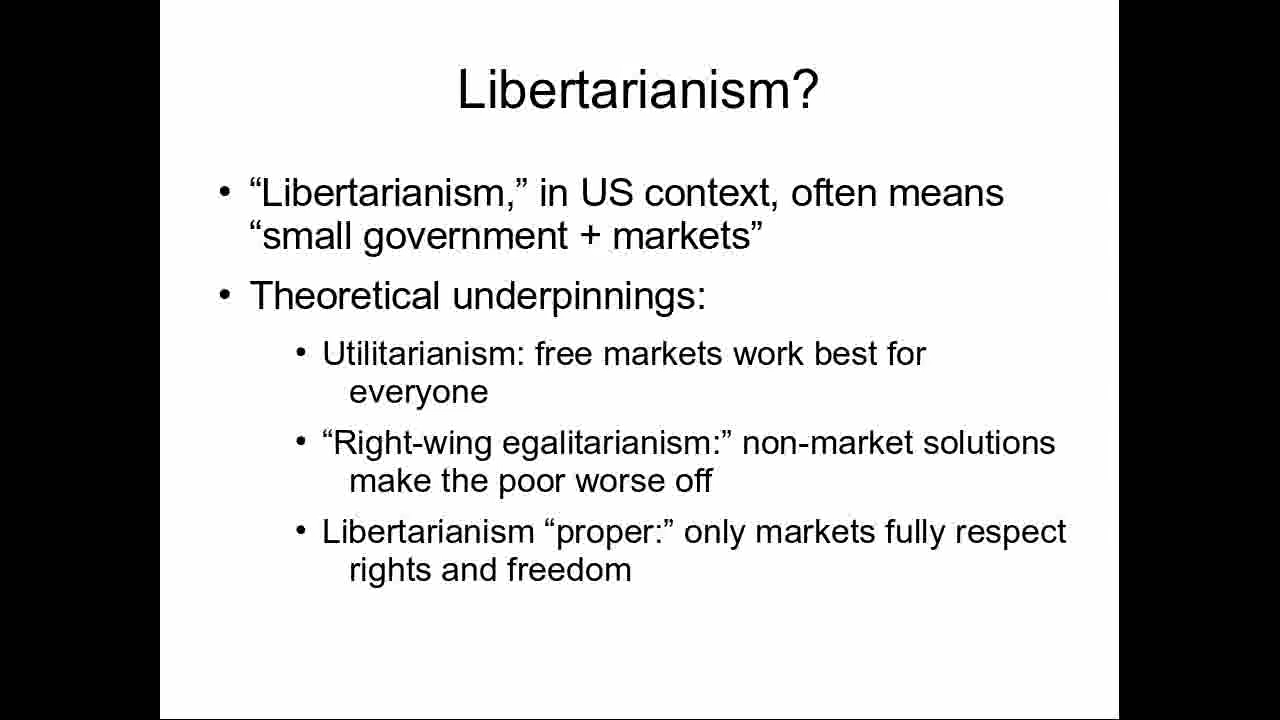 Libertarianism?
• “Libertarianism,” in US context, often means
“small government + markets”
• Theoretical underpinnings:
• Utilitarianism: free markets work best for
everyone
• “Right-wing egalitarianism:” non-market solutions
make the poor worse off
• Libertarianism “proper:” only markets fully respect
rights and freedom